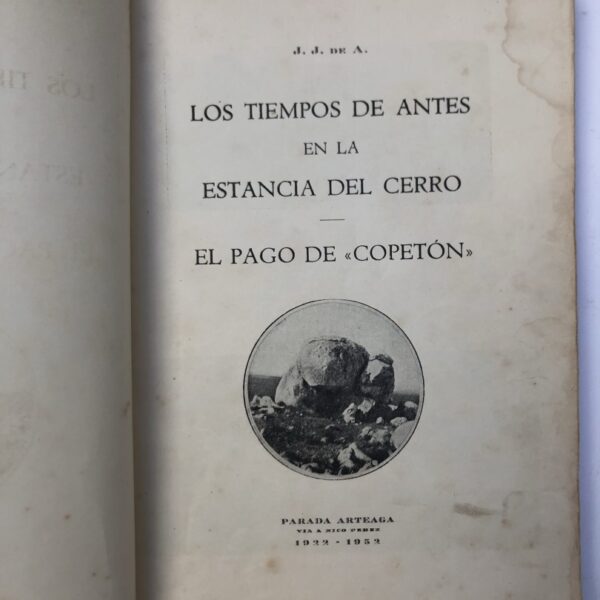 J. J. DE A.
LOS TIEMPOS DE ANTES
EN LA
ESTANCIA DEL CERRO
EL PAGO DE «COPETÓN»
PARADA ARTEAGA
VIA A NICO PEREZ
1922 - 1952